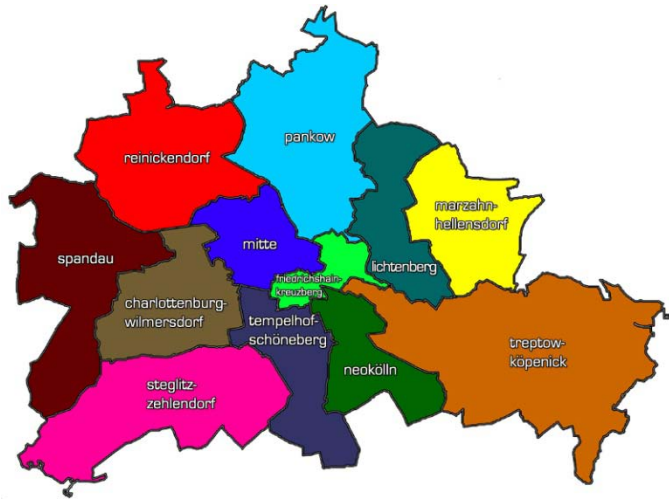 pankow
reinickendorf
marzahn-
hellensdorf
mitte
spandau
lichtenberg
friedrichshain-
kreuzberg
charlottenburg-
wilmersdorf
tempelhof-
schöneberg
treptow-
köpenick
neokölln
steglitz-
zehlendorf